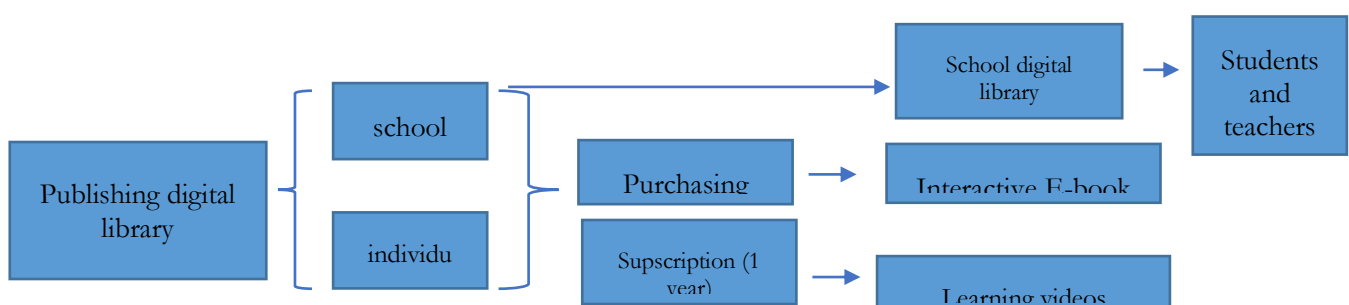 Publishing digital
library
school
individu
School digital
library
Students
and
teachers
Purchasing
Interactive E-book
Supscription (1
year)
Learning videos